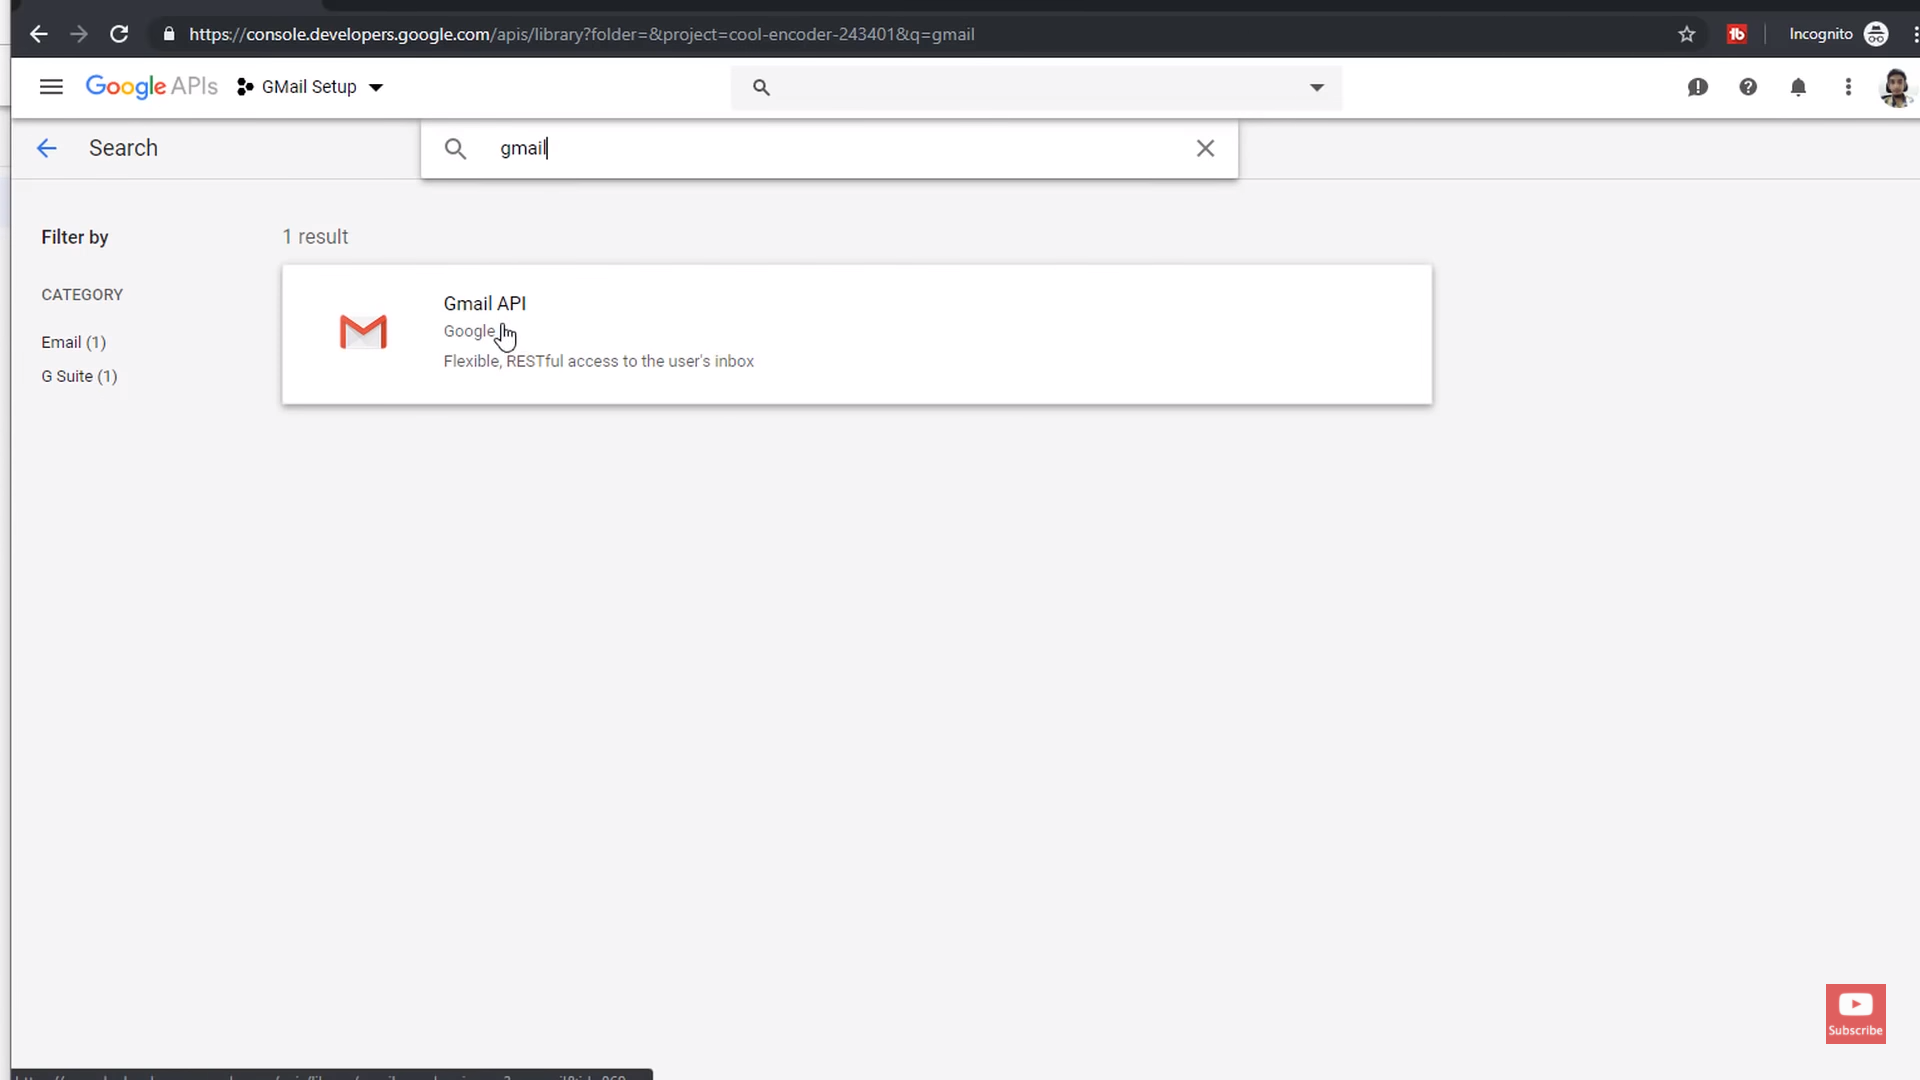 https://console.developers.google.com/apis/library?folder=&project=cool-encoder-243401&q=gmail
Incognito
Google APIs
GMail Setup
Search
gmail
Filter by
1 result
CATEGORY
Gmail API
Google
Flexible, RESTful access to the user's inbox
Email (1)
G Suite (1)
Subscribe